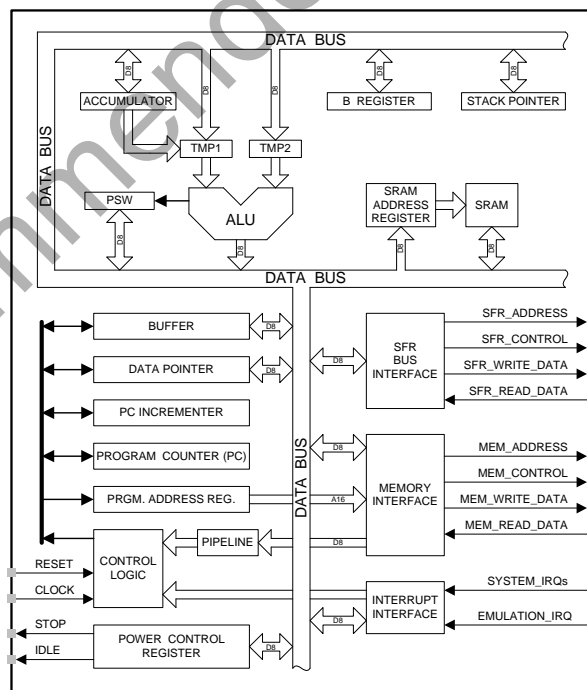 DATA BUS
D8
D8
D8
D8
D8
ACCUMULATOR
B REGISTER
STACK POINTER
DATA BUS
TMP1
TMP2
PSW
ALU
SRAM
ADDRESS
REGISTER
SRAM
D8
D8
D8
D8
DATA BUS
BUFFER
D8
DATA POINTER
D8
PC INCREMENTER
PROGRAM COUNTER (PC)
PRGM. ADDRESS REG.
A16
PIPELINE
D8
CONTROL
LOGIC
RESET
CLOCK
STOP
IDLE
POWER CONTROL
REGISTER
D8
DATA BUS
D8
SFR
BUS
INTERFACE
SFR_ADDRESS
SFR_CONTROL
SFR_WRITE_DATA
SFR_READ_DATA
D8
MEMORY
INTERFACE
MEM_ADDRESS
MEM_CONTROL
MEM_WRITE_DATA
MEM_READ_DATA
D8
INTERRUPT
INTERFACE
SYSTEM_IRQs
EMULATION_IRQ